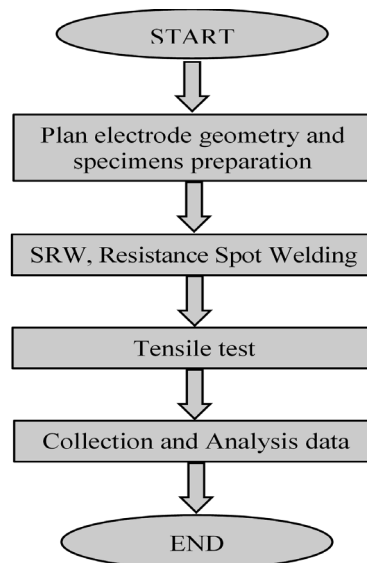 START
Plan electrode geometry and
specimens preparation
SRW, Resistance Spot Welding
Tensile test
Collection and Analysis data
END